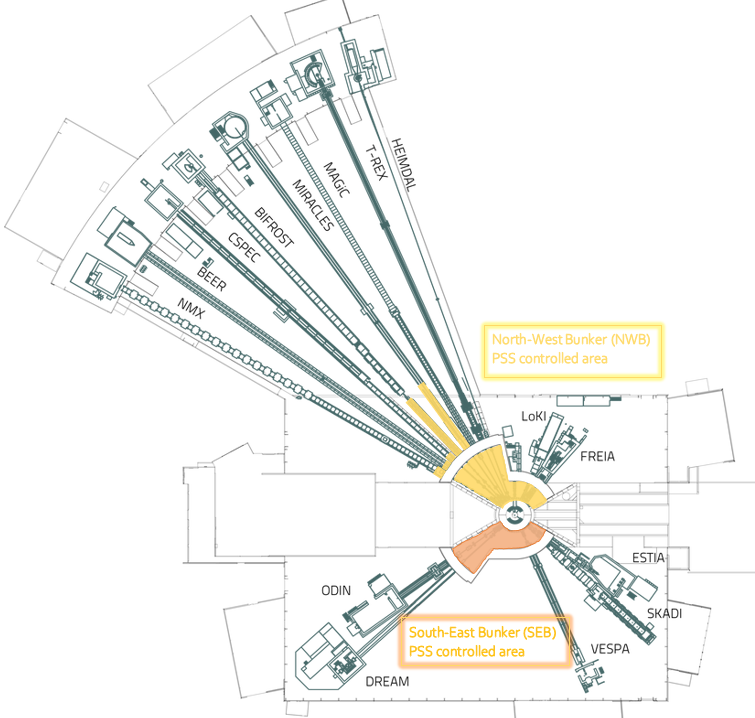 HEIMDAL
T-REX
MAGiC
MIRACLES
BIFROST
CSPEC
BEER
NMX
North-West Bunker (NWB)
PSS controlled area
LoKI
FREIA
ESTIA
SKADI
ODIN
South-East Bunker (SEB)
PSS controlled area
VESPA
DREAM